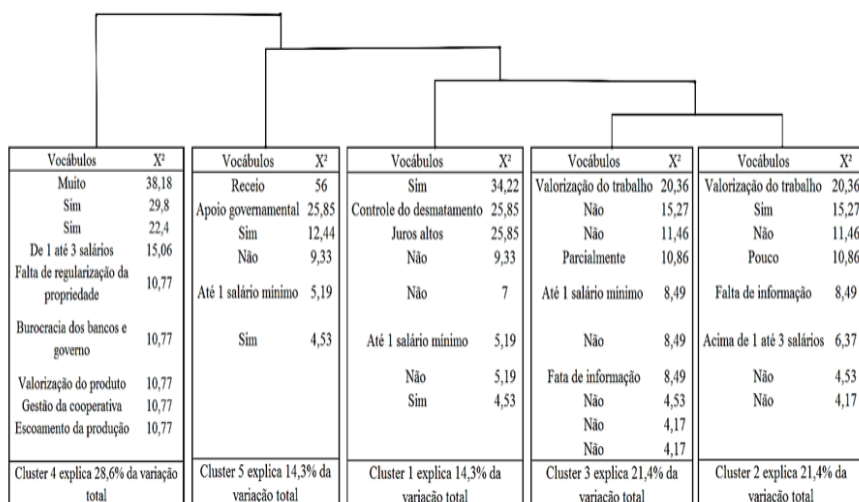 Vocábulos X²
Muito 38,18
Sim 29,8
Sim 22,4
De 1 até 3 salários 15,06
Falta de regularização da
propriedade 10,77
Burocracia dos bancos e
governo 10,77
Valorização do produto 10,77
Gestão da cooperativa 10,77
Escoamento da produção 10,77
Cluster 4 explica 28,6% da variação
total
Vocábulos X²
Receio 56
Apoio governamental 25,85
Sim 12,44
Não 9,33
Até 1 salário mínimo 5,19
Sim 4,53
Cluster 5 explica 14,3% da
variação total
Vocábulos X²
Sim 34,22
Controle do desmatamento 25,85
Juros altos 25,85
Não 9,33
Não 7
Até 1 salário mínimo 5,19
Não 5,19
Sim 4,53
Cluster 1 explica 14,3% da
variação total
Vocábulos X²
Valorização do trabalho 20,36
Não 15,27
Não 11,46
Parcialmente 10,86
Até 1 salário mínimo 8,49
Não 8,49
Fata de informação 8,49
Não 4,53
Não 4,17
Não 4,17
Cluster 3 explica 21,4% da
variação total
Vocábulos X²
Valorização do trabalho 20,36
Sim 15,27
Não 11,46
Pouco 10,86
Falta de informação 8,49
Acima de 1 até 3 salários 6,37
Não 4,53
Não 4,17
Cluster 2 explica 21,4% da
variação total